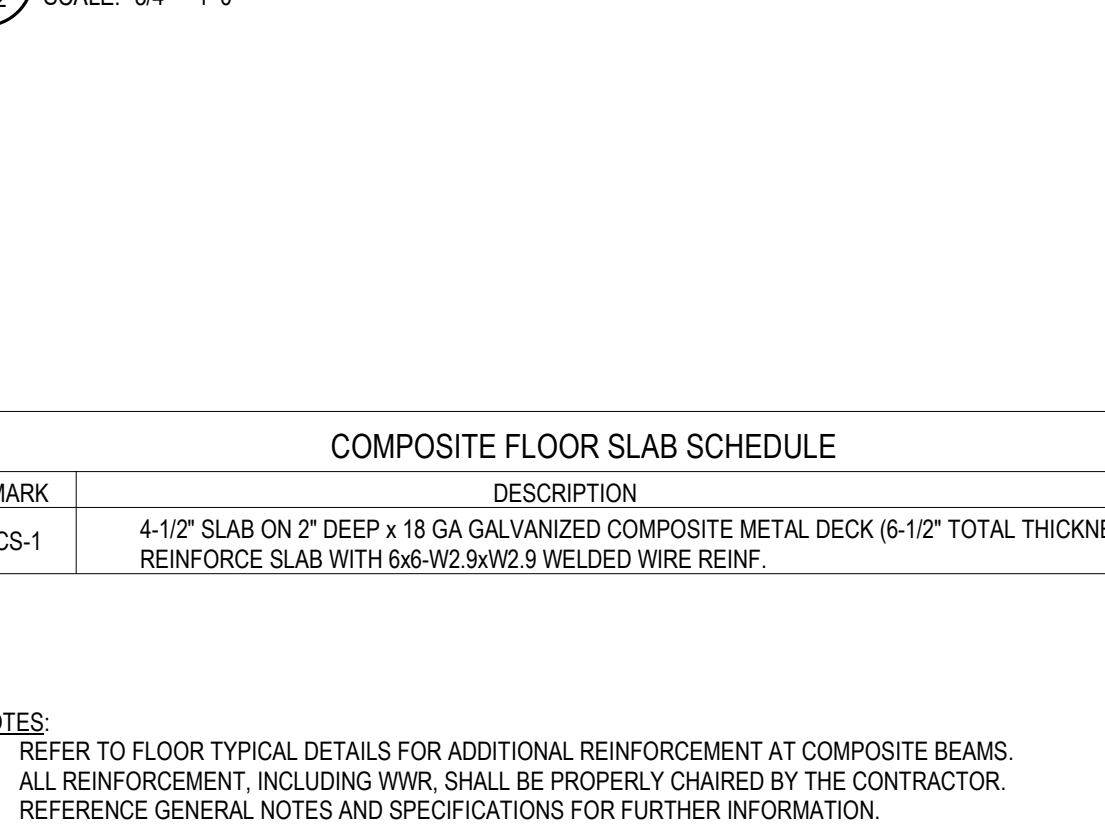 COMPOSITE FLOOR SLAB SCHEDULE
DESCRIPTION
4-1/2" SLAB ON 2" DEEP x 18 GA GALVANIZED COMPOSITE METAL DECK (6-1/2" TOTAL
REINFORCE SLAB WITH 6x6-W2.9xW2.9 WELDED WIRE REINF.
REFER TO FLOOR TYPICAL DETAILS FOR ADDITIONAL REINFORCEMENT AT COMPOSITE BEAMS.
ALL REINFORCEMENT, INCLUDING WWR, SHALL BE PROPERLY CHAIRED BY THE CONTRACTOR.
REFERENCE GENERAL NOTES AND SPECIFICATIONS FOR FURTHER INFORMATION.